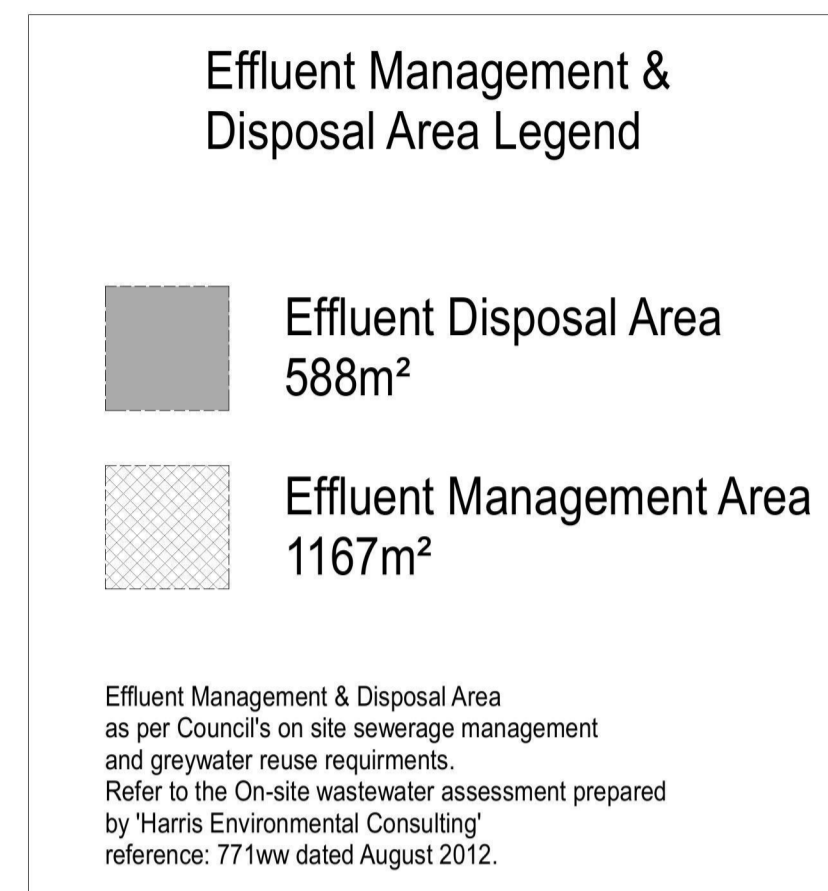 Effluent Management &
Disposal Area Legend
Effluent Disposal Area
588m²
Effluent Management Area
1167m²
Effluent Management & Disposal Area
as per Council's on site sewerage management
and greywater reuse requirments.
Refer to the On-site wastewater assessment prepared
by 'Harris Environmental Consulting'
reference: 771ww dated August 2012.